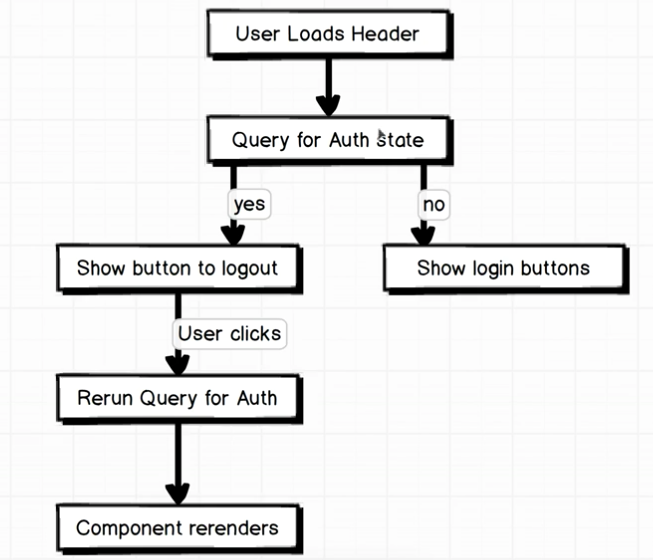 User Loads Header
Query for Auth state
yes
no
Show button to logout
Show login buttons
User clicks
Rerun Query for Auth
Component rerenders